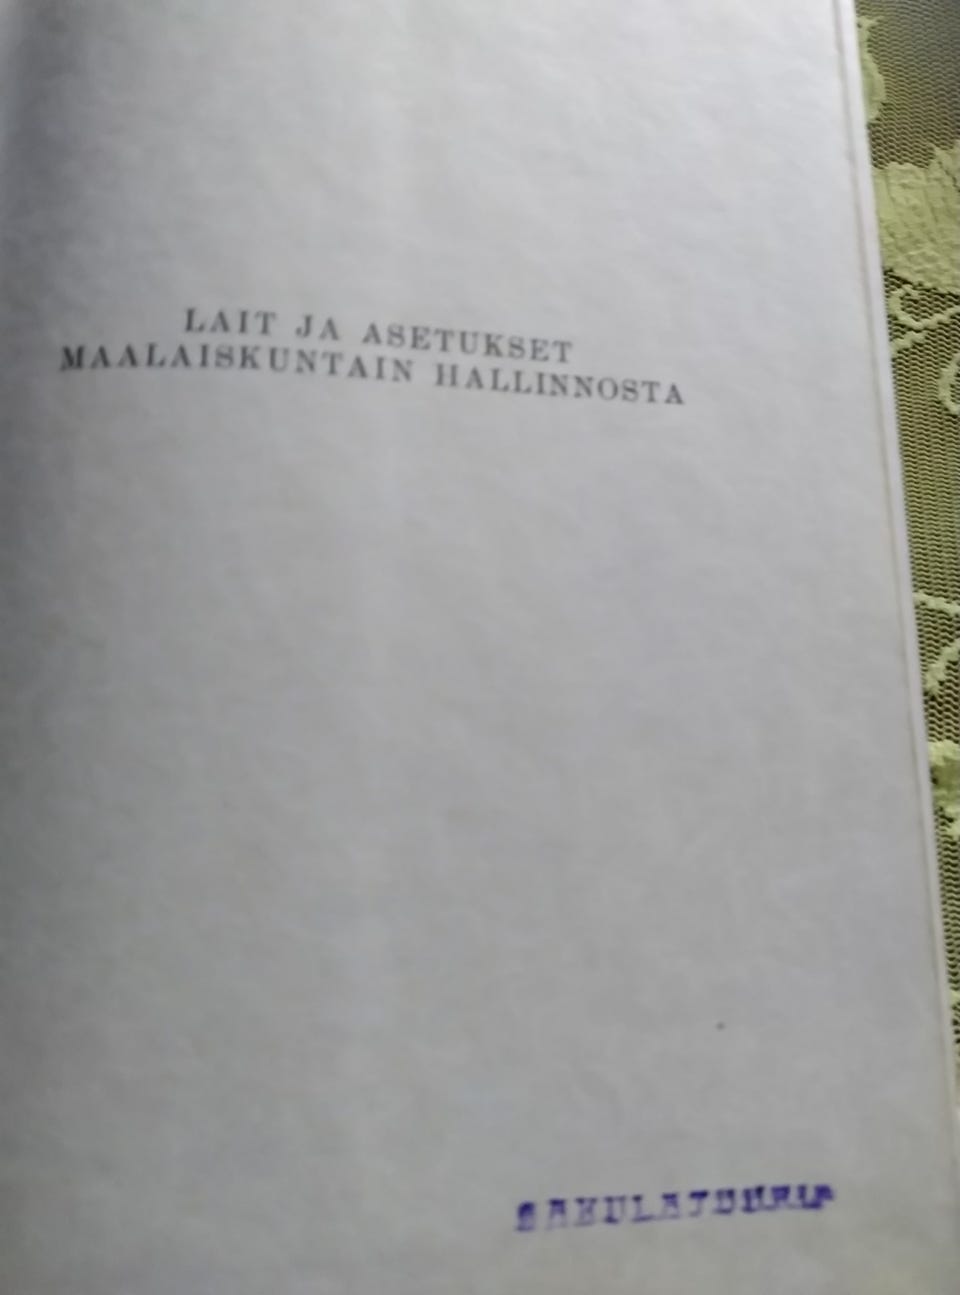 LAIT JA ASETUKSET
MAALAISKUNTAIN HALLINNOSTA